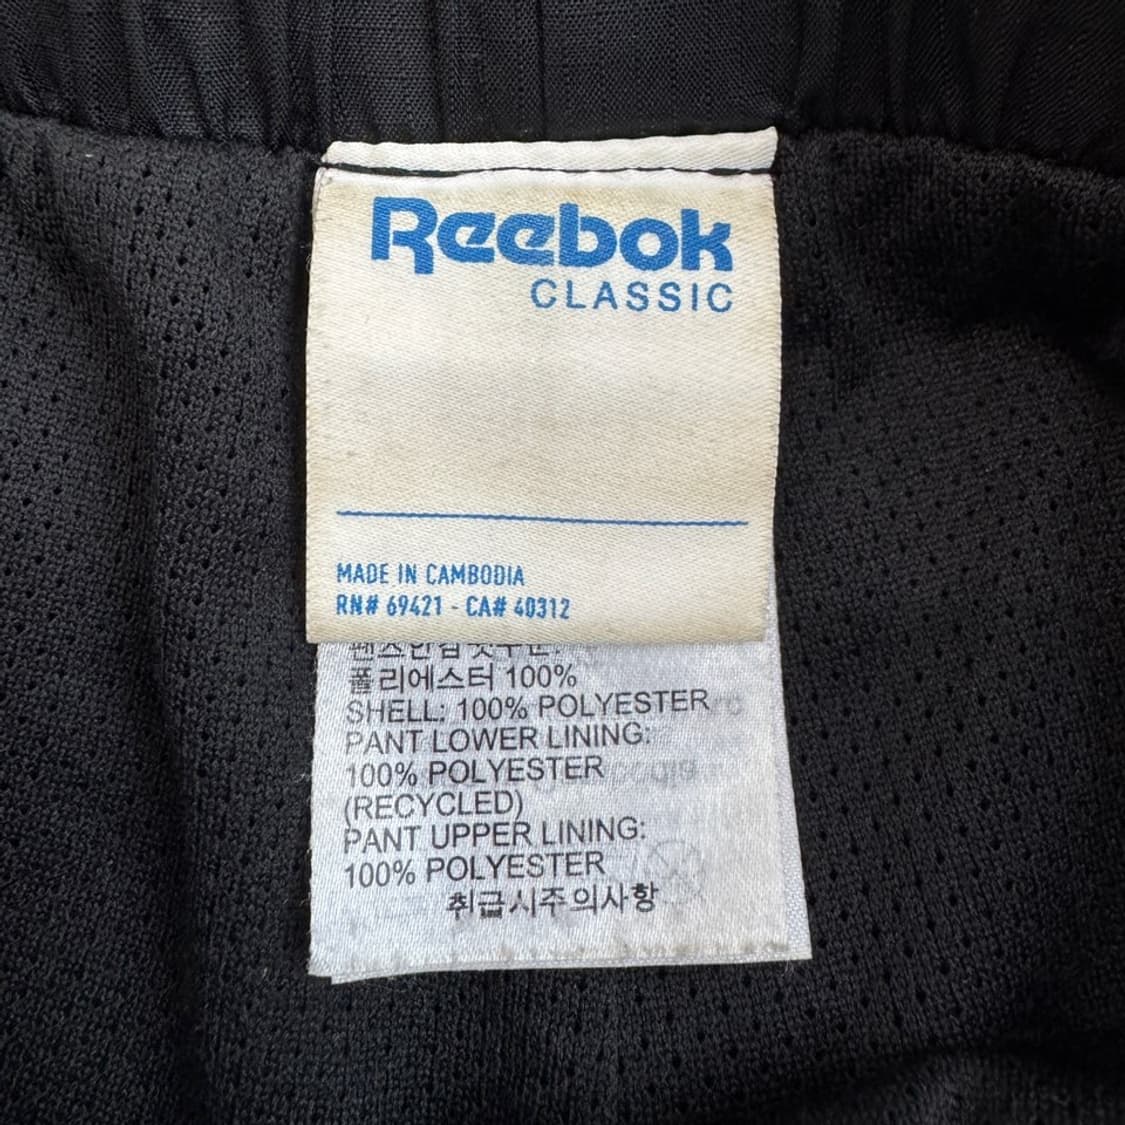 Reebok
CLASSIC
MADE IN CAMBODIA
RN# 69421 - CA# 40312
폴리에스터 100%
SHELL: 100% POLYESTER
PANT LOWER LINING:
100% POLYESTER
(RECYCLED)
PANT UPPER LINING:
100% POLYESTER
취급시주의사항